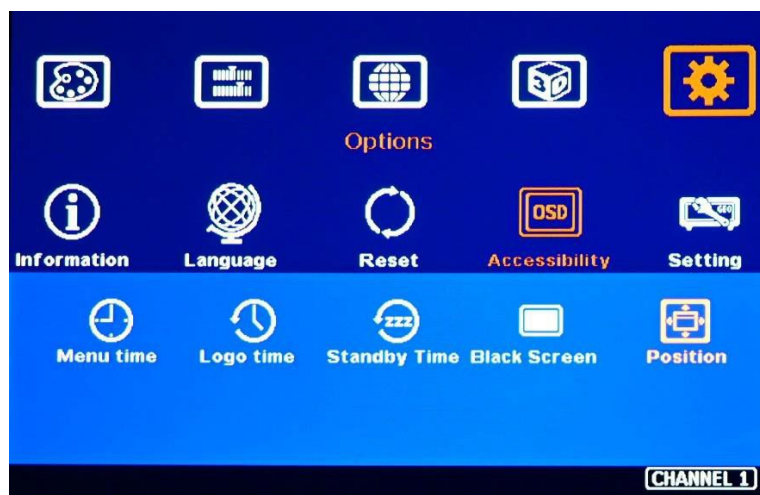 3D
Options
i
OSD
Information Language Reset Accessibility Setting
zzz
Menu time Logo time Standby Time Black Screen Position
CHANNEL 1